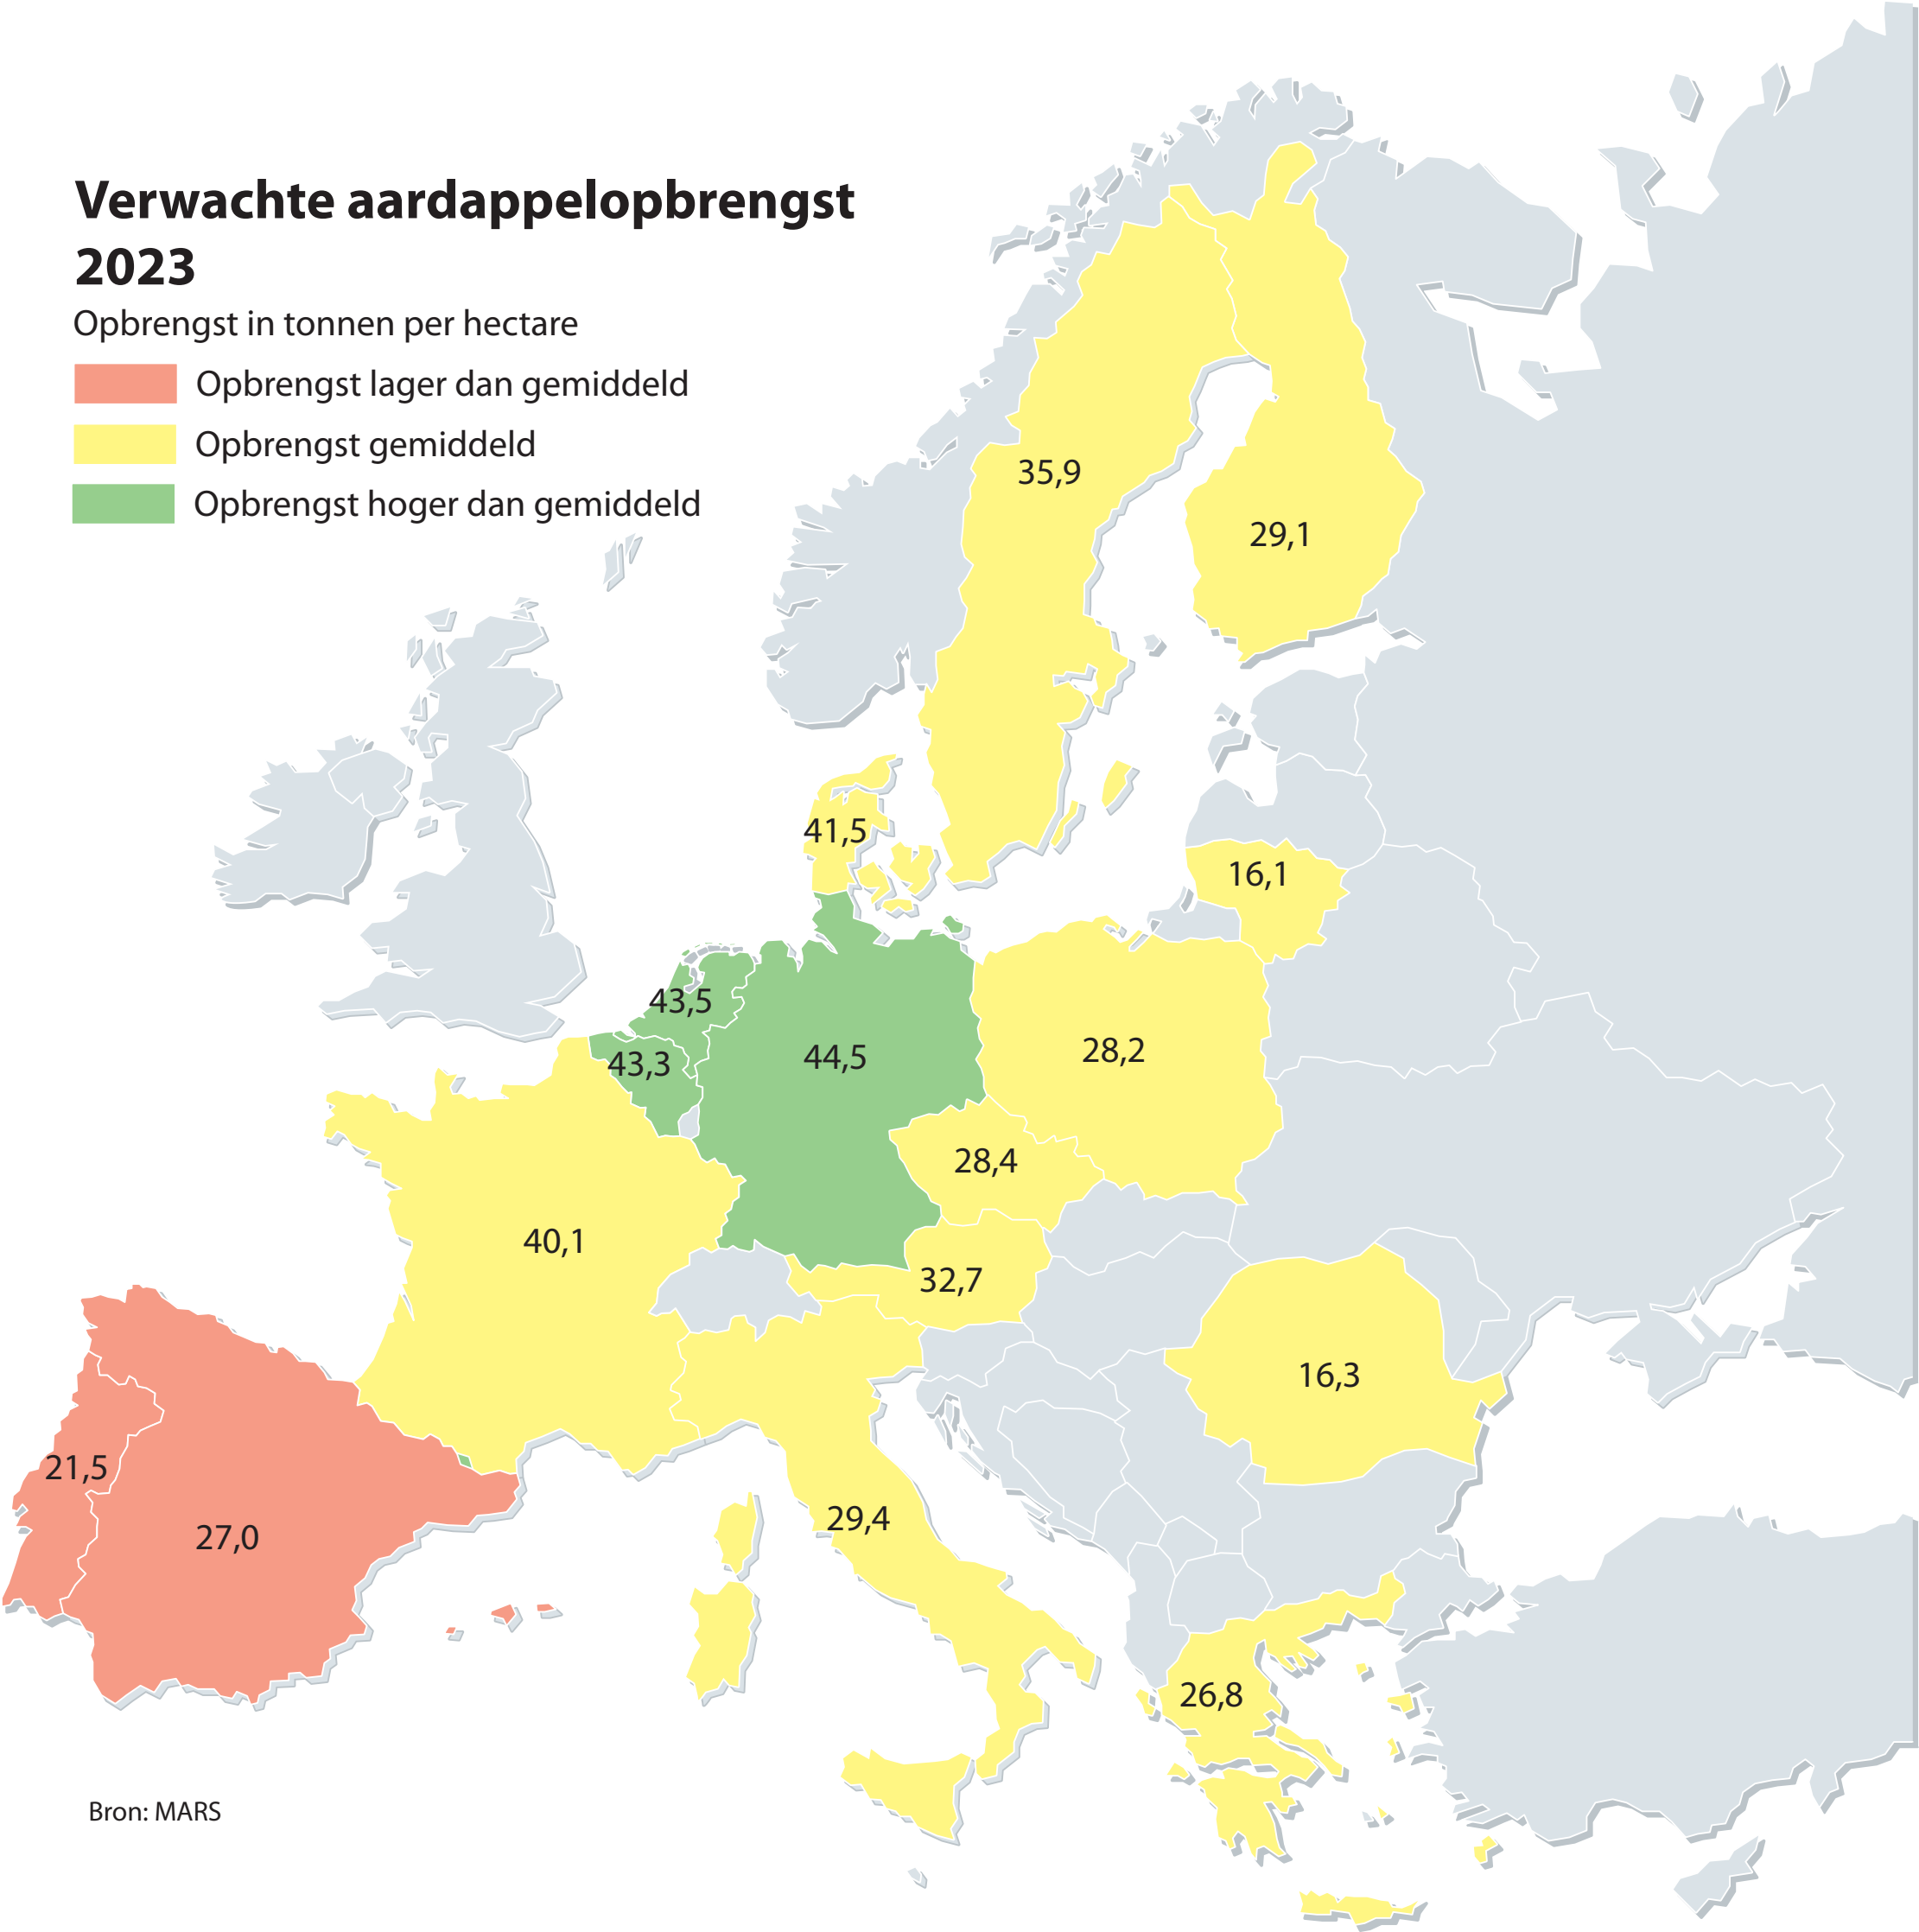 Verwachte aardappelopbrengst
2023
Opbrengst in tonnen per hectare
Opbrengst lager dan gemiddeld
Opbrengst gemiddeld
Opbrengst hoger dan gemiddeld
35,9
29,1
41,5
16,1
43,5
43,3
44,5
28,2
28,4
40,1
32,7
16,3
21,5
27,0
29,4
26,8
Bron: MARS